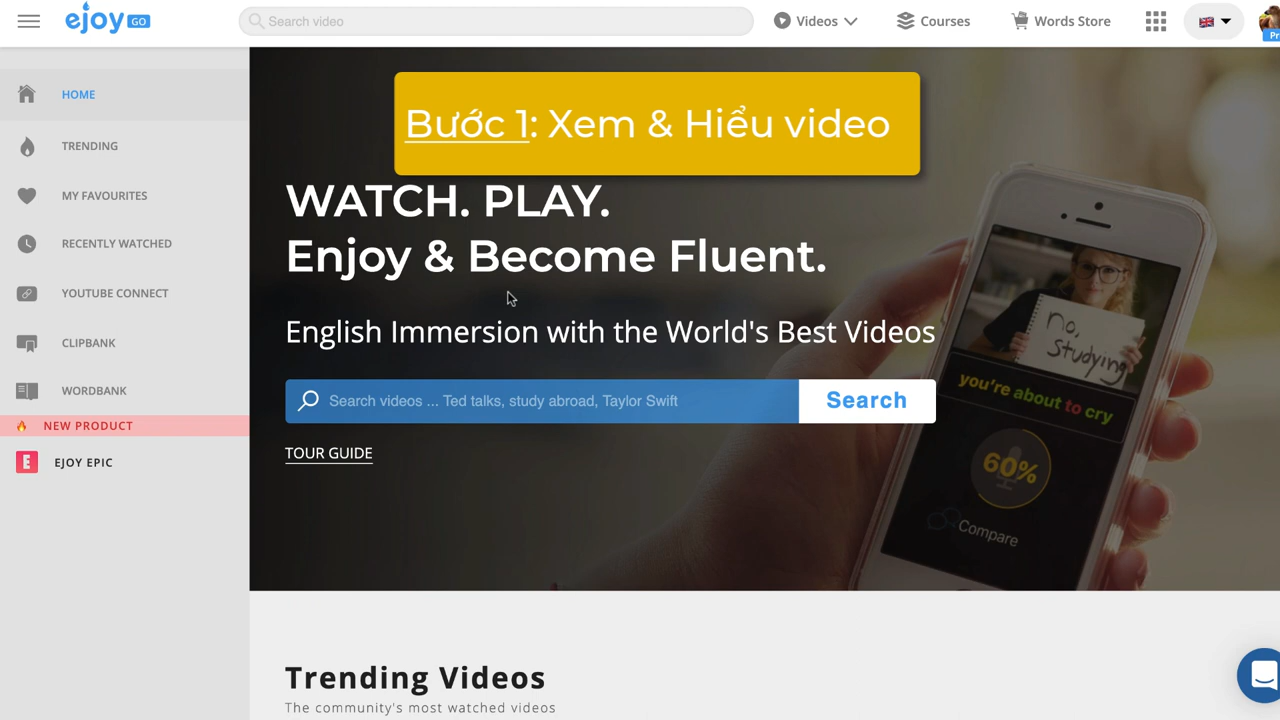 ejoy GO
Search video
Videos
Courses
Words Store
Pr
HOME
TRENDING
MY FAVOURITES
RECENTLY WATCHED
YOUTUBE CONNECT
CLIPBANK
WORDBANK
NEW PRODUCT
E
EJOY EPIC
Bước 1: Xem & Hiểu video
WATCH. PLAY.
Enjoy & Become Fluent.
English Immersion with the World's Best Videos
Search videos ... Ted talks, study abroad, Taylor Swift
Search
TOUR GUIDE
no,
studying
you're about to cry
60%
Compare
Trending Videos
The community's most watched videos